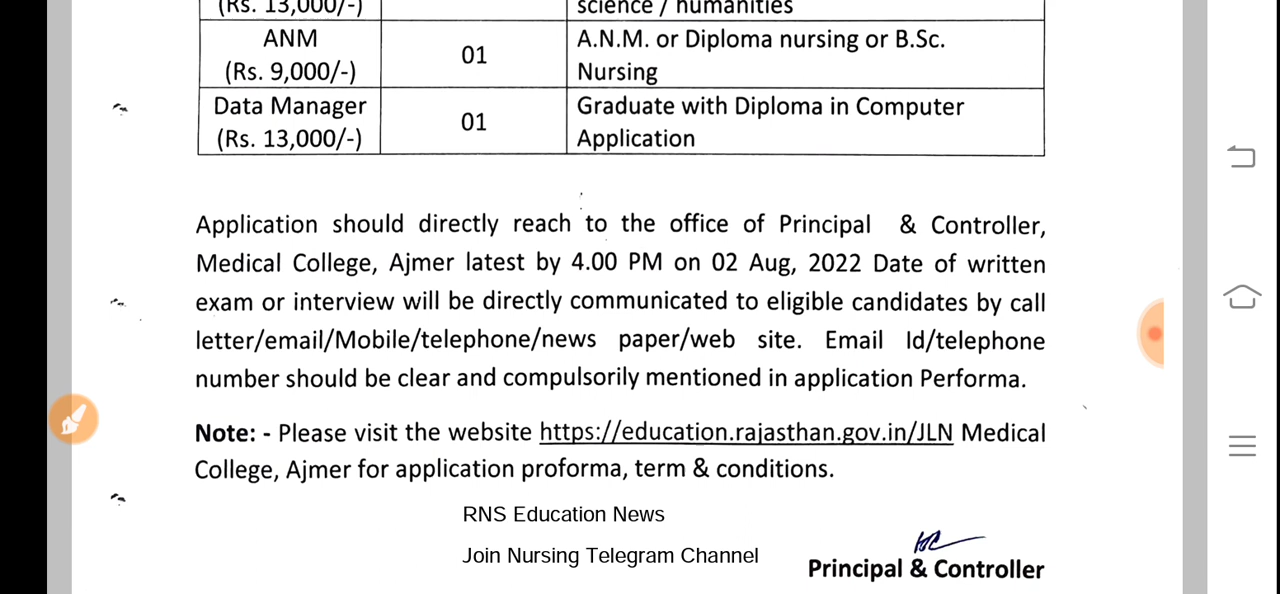 (Rs. 13,000/-)
science / humanities
ANM
(Rs. 9,000/-)
01
A.N.M. or Diploma nursing or B.Sc.
Nursing
Data Manager
(Rs. 13,000/-)
01
Graduate with Diploma in Computer
Application
Application should directly reach to the office of Principal & Controller,
Medical College, Ajmer latest by 4.00 PM on 02 Aug, 2022 Date of written
exam or interview will be directly communicated to eligible candidates by call
letter/email/Mobile/telephone/news paper/web site. Email Id/telephone
number should be clear and compulsorily mentioned in application Performa.
Note: - Please visit the website https://education.rajasthan.gov.in/JLN Medical
College, Ajmer for application proforma, term & conditions.
RNS Education News
Join Nursing Telegram Channel
Principal & Controller